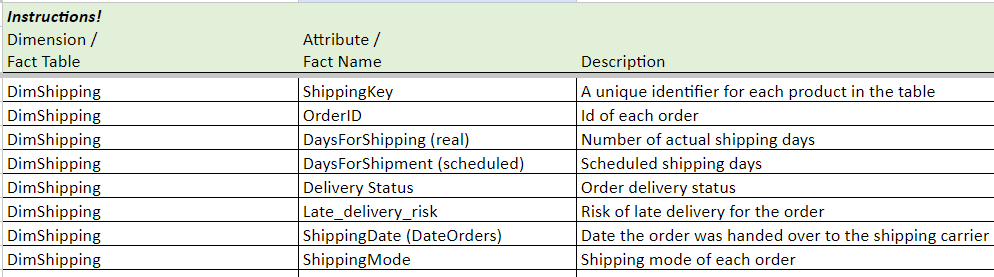 Instructions!
Dimension / Attribute /
Fact Table Fact Name Description
DimShipping ShippingKey A unique identifier for each product in the table
DimShipping OrderID Id of each order
DimShipping DaysForShipping (real) Number of actual shipping days
DimShipping DaysForShipment (scheduled) Scheduled shipping days
DimShipping Delivery Status Order delivery status
DimShipping Late_delivery_risk Risk of late delivery for the order
DimShipping ShippingDate (DateOrders) Date the order was handed over to the shipping carrier
DimShipping ShippingMode Shipping mode of each order